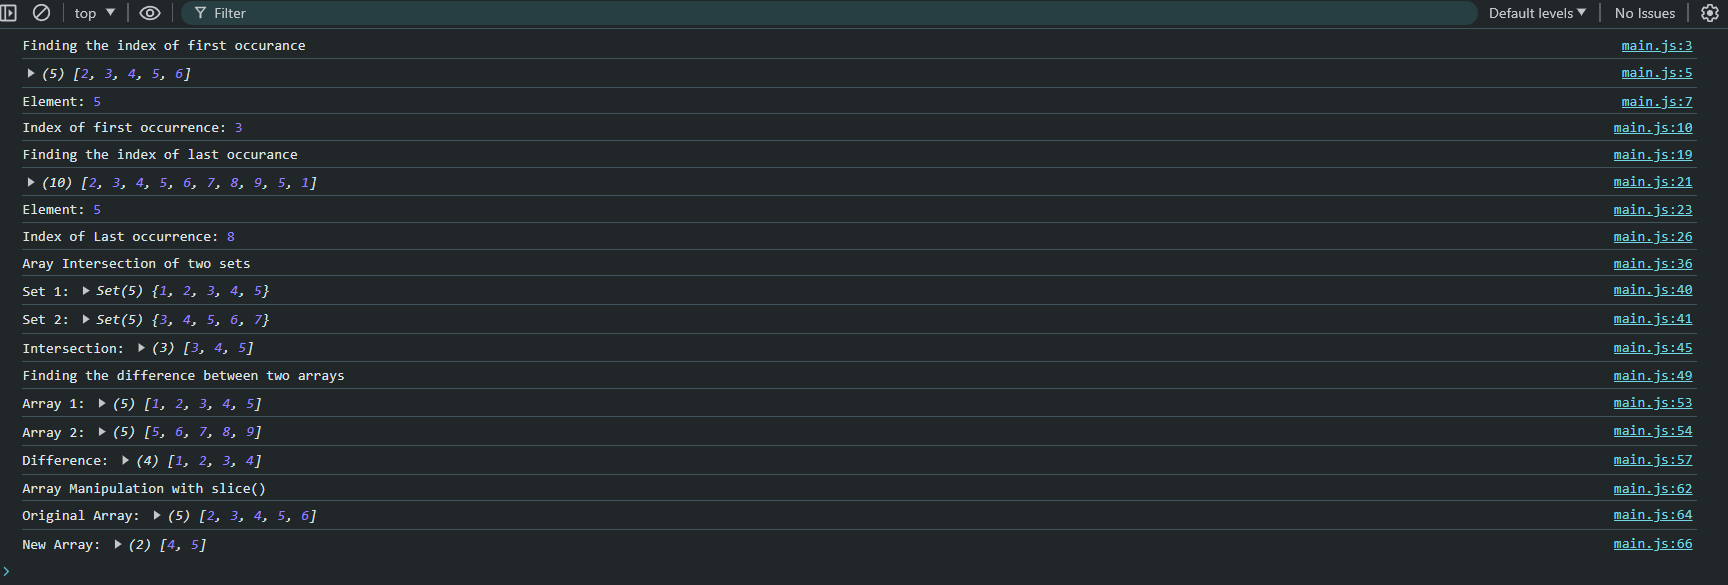 top Filter Default levels No Issues
Finding the index of first occurance main.js:3
(5) [2, 3, 4, 5, 6] main.js:5
Element: 5 main.js:7
Index of first occurrence: 3 main.js:10
Finding the index of last occurance main.js:19
(10) [2, 3, 4, 5, 6, 7, 8, 9, 5, 1] main.js:21
Element: 5 main.js:23
Index of Last occurrence: 8 main.js:26
Aray Intersection of two sets main.js:36
Set 1: Set(5) {1, 2, 3, 4, 5} main.js:40
Set 2: Set(5) {3, 4, 5, 6, 7} main.js:41
Intersection: (3) [3, 4, 5] main.js:45
Finding the difference between two arrays main.js:49
Array 1: (5) [1, 2, 3, 4, 5] main.js:53
Array 2: (5) [5, 6, 7, 8, 9] main.js:54
Difference: (4) [1, 2, 3, 4] main.js:57
Array Manipulation with slice() main.js:62
Original Array: (5) [2, 3, 4, 5, 6] main.js:64
New Array: (2) [4, 5] main.js:66